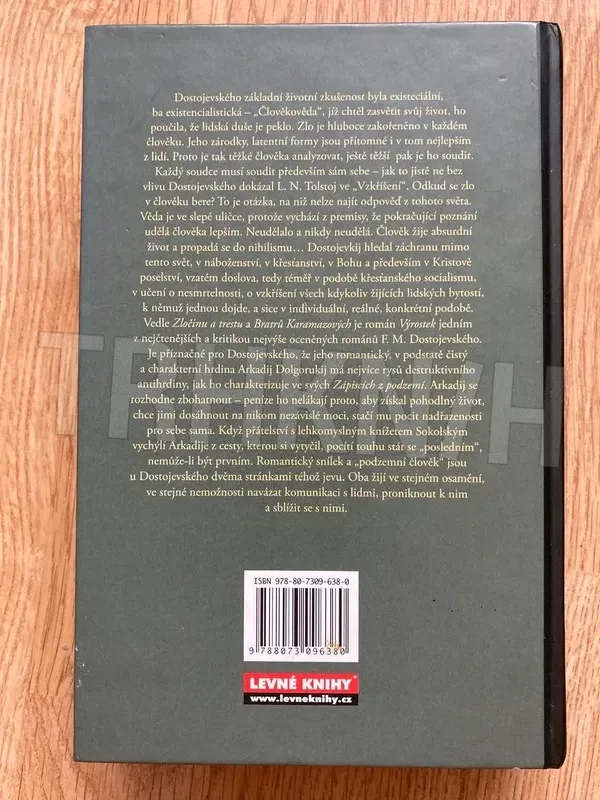 Dostojevského základní životní zkušenost byla existeciální,
ba existencialistická – „Člověkověda“, jíž chtěl zasvětit svůj život, ho
poučila, že lidská duše je peklo. Zlo je hluboce zakořeněno v každém
člověku. Jeho zárodky, latentní formy jsou přítomné i v tom nejlepším
z lidí. Proto je tak těžké člověka analyzovat, ještě těžší pak je ho soudit.
Každý soudce musí soudit především sám sebe – jak to jistě ne bez
vlivu Dostojevského dokázal L. N. Tolstoj ve „Vzkříšení”. Odkud se zlo
v člověku bere? To je otázka, na niž nelze najít odpověď z tohoto světa.
Věda je ve slepé uličce, protože vychází z premisy, že pokračující poznání
udělá člověka lepším. Neudělalo a nikdy neudělá. Člověk žije absurdní
život a propadá se do nihilismu… Dostojevkij hledal záchranu mimo
tento svět, v náboženství, v křesťanství, v Bohu a především v Kristově
poselství, vzatém doslova, tedy téměř v podobě křesťanského socialismu,
v učení o nesmrtelnosti, o vzkříšení všech kdykoliv žijících lidských bytostí,
k němuž jednou dojde, a sice v individuální, reálné, konkrétní podobě.
Vedle Zločinu a trestu a Bratrů Karamazových je román Výrostek jedním
z nejčtenějších a kritikou nejvýše oceněných románů F. M. Dostojevského.
Je příznačné pro Dostojevského, že jeho romantický, v podstatě čistý
a charakterní hrdina Arkadij Dolgorukij má nejvíce rysů destruktivního
antihrdiny, jak ho charakterizuje ve svých Zápiscích z podzemí. Arkadij se
rozhodne zbohatnout – peníze ho nelákají proto, aby získal pohodlný život,
chce jimi dosáhnout na nikom nezávislé moci, stačí mu pocit nadřazenosti
pro sebe sama. Když přátelství s lehkomyslným knížetem Sokolským
vychýlí Arkadije z cesty, kterou si vytýčil, pocítí touhu stát se „posledním”,
nemůže-li být prvním. Romantický snílek a „podzemní člověk” jsou
u Dostojevského dvěma stránkami téhož jevu. Oba žijí ve stejném osamění,
ve stejné nemožnosti navázat komunikaci s lidmi, proniknout k nim
a sblížit se s nimi.
ISBN 978-80-7309-638-0
9 788073 096380
LEVNÉ KNIHY
www.levneknihy.cz